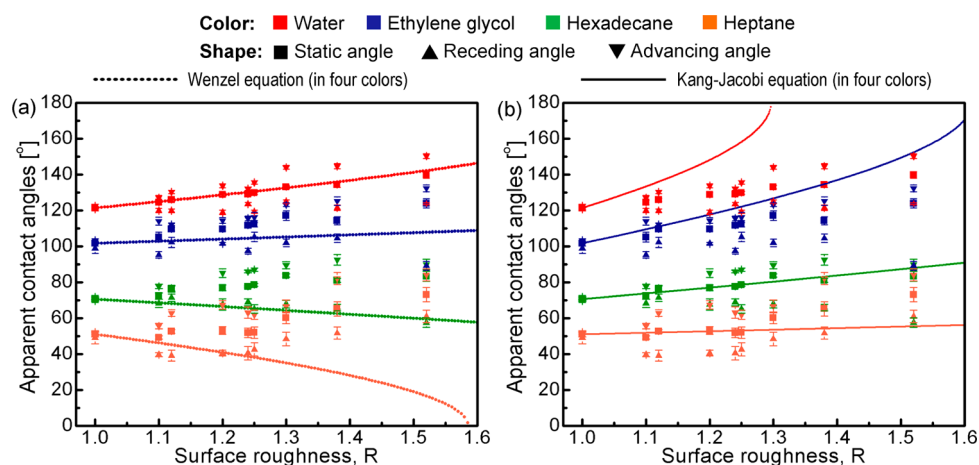 Color: Water Ethylene glycol Hexadecane Heptane
Shape: Static angle Receding angle Advancing angle
Wenzel equation (in four colors) Kang-Jacobi equation (in four colors)
(a)
Apparent contact angles [°]
180
160
140
120
100
80
60
40
20
0
1.0 1.1 1.2 1.3 1.4 1.5 1.6
Surface roughness, R
(b)
Apparent contact angles [°]
180
160
140
120
100
80
60
40
20
0
1.0 1.1 1.2 1.3 1.4 1.5 1.6
Surface roughness, R